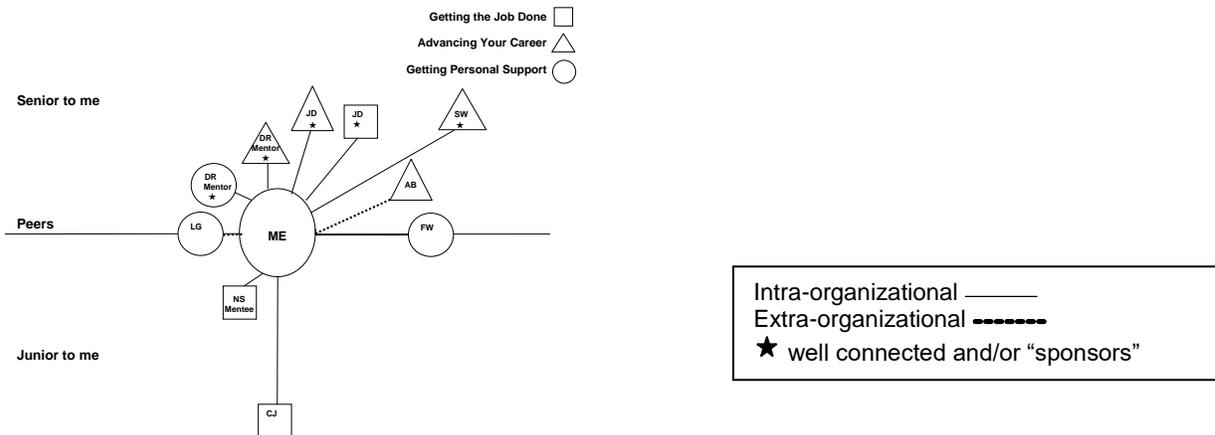 Getting the Job Done
Advancing Your Career
Getting Personal Support
Senior to me
JD
★
JD
★
SW
★
DR
Mentor
★
DR
Mentor
★
AB
Peers
LG
ME
FW
NS
Mentee
Junior to me
CJ
Intra-organizational
Extra-organizational
★ well connected and/or “sponsors”